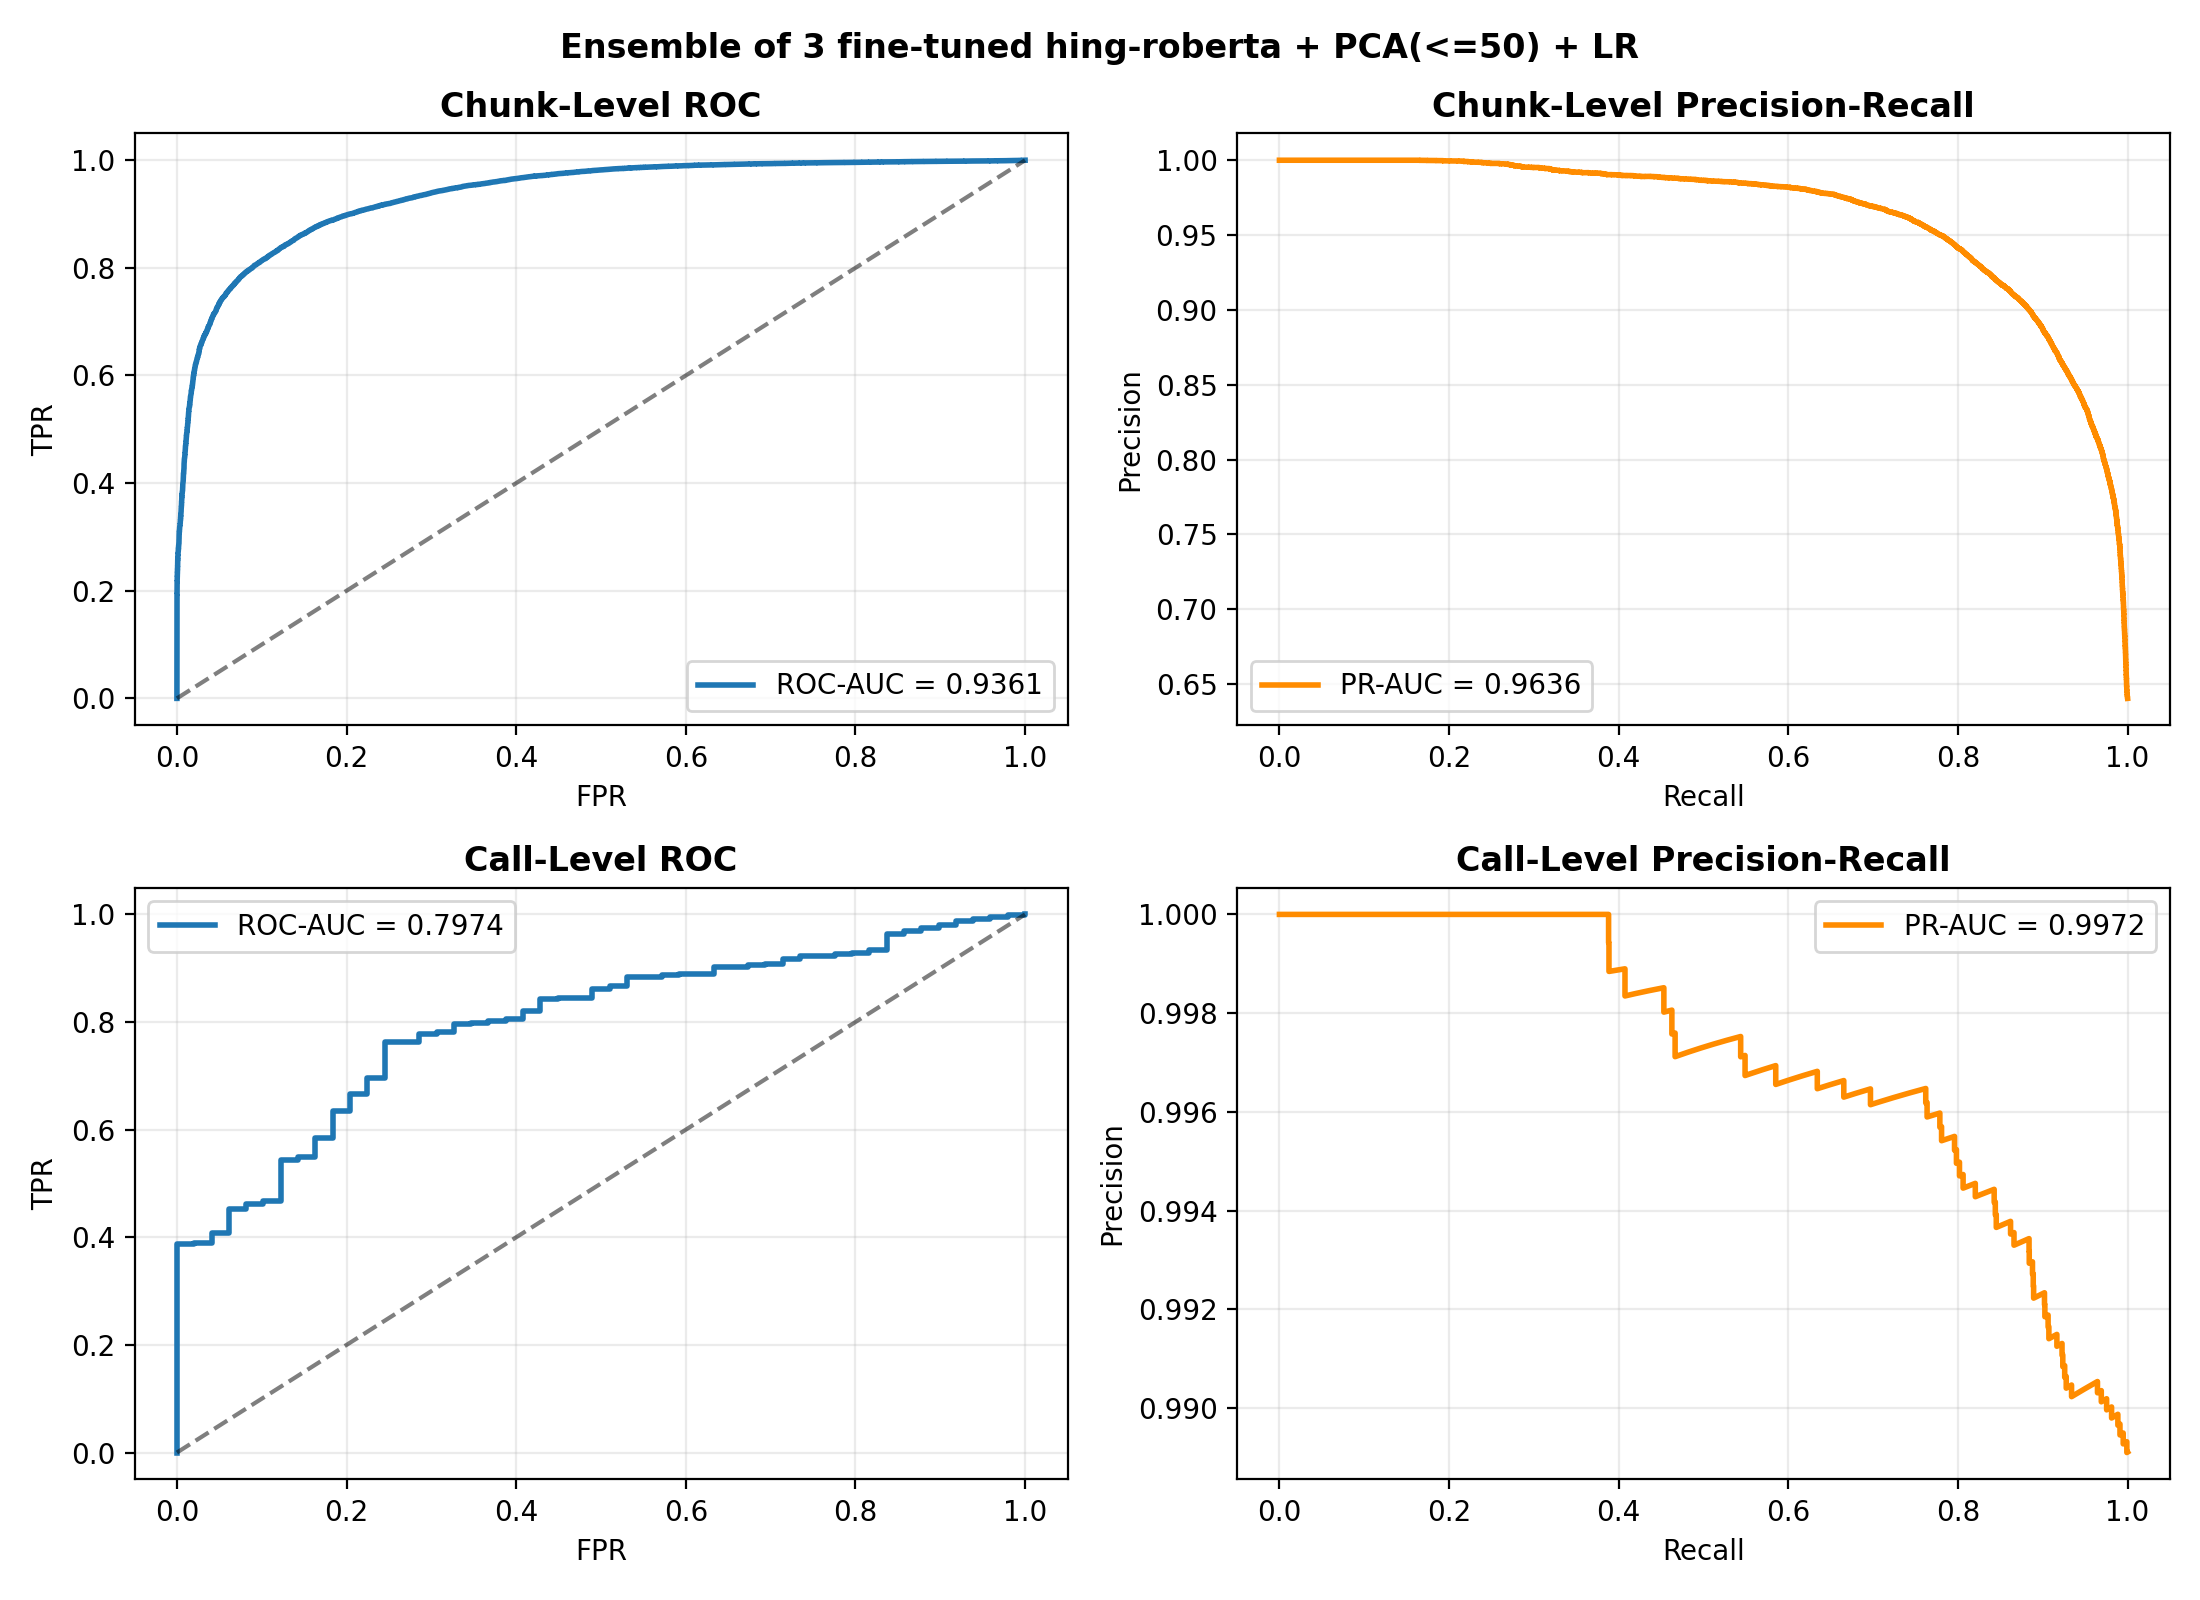 Ensemble of 3 fine-tuned hing-roberta + PCA(<=50) + LR
Chunk-Level ROC
1.0
0.8
0.6
0.4
0.2
0.0
TPR
ROC-AUC = 0.9361
0.0 0.2 0.4 0.6 0.8 1.0
FPR
Chunk-Level Precision-Recall
1.00
0.95
0.90
0.85
0.80
0.75
0.70
0.65
Precision
PR-AUC = 0.9636
0.0 0.2 0.4 0.6 0.8 1.0
Recall
Call-Level ROC
1.0
0.8
0.6
0.4
0.2
0.0
TPR
ROC-AUC = 0.7974
0.0 0.2 0.4 0.6 0.8 1.0
FPR
Call-Level Precision-Recall
1.000
0.998
0.996
0.994
0.992
0.990
Precision
PR-AUC = 0.9972
0.0 0.2 0.4 0.6 0.8 1.0
Recall